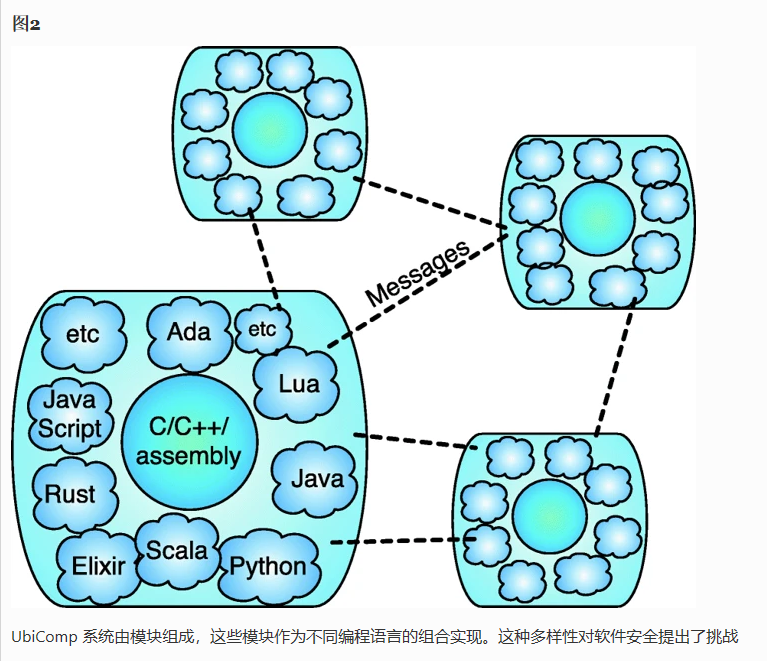 图2
Messages
etc
Ada
etc
Lua
Java
Script
C/C++/
assembly
Java
Rust
Elixir
Scala
Python
UbiComp 系统由模块组成，这些模块作为不同编程语言的组合实现。这种多样性对软件安全提出了挑战